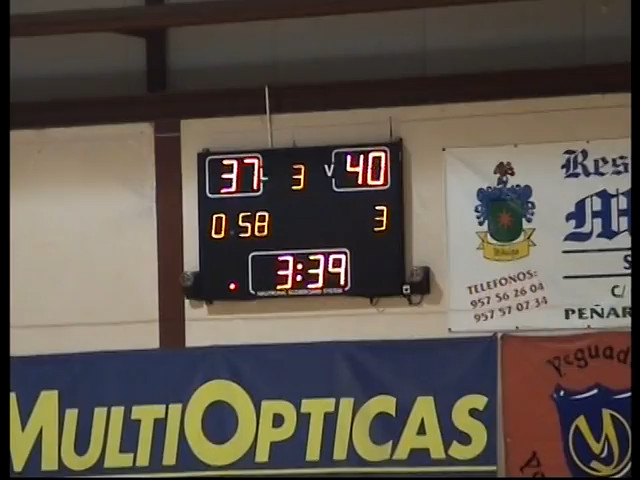 37 L 3 V 40
0 58 3
3:39
Res
M
S
TELEFONOS:
957 56 26 04
957 57 07 34
C/
PEÑAR
MULTIOPTICAS
Yeguad